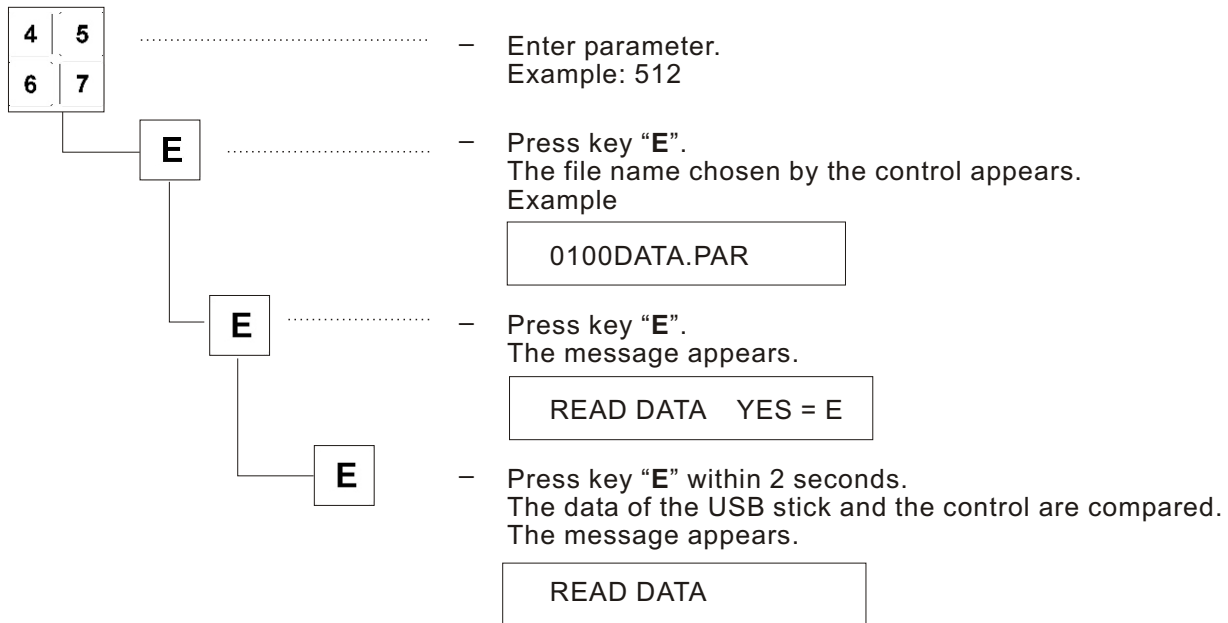 4 5
6 7
– Enter parameter.
Example: 512
E
– Press key “E”.
The file name chosen by the control appears.
Example
0100DATA.PAR
E
– Press key “E”.
The message appears.
READ DATA YES = E
E
– Press key “E” within 2 seconds.
The data of the USB stick and the control are compared.
The message appears.
READ DATA